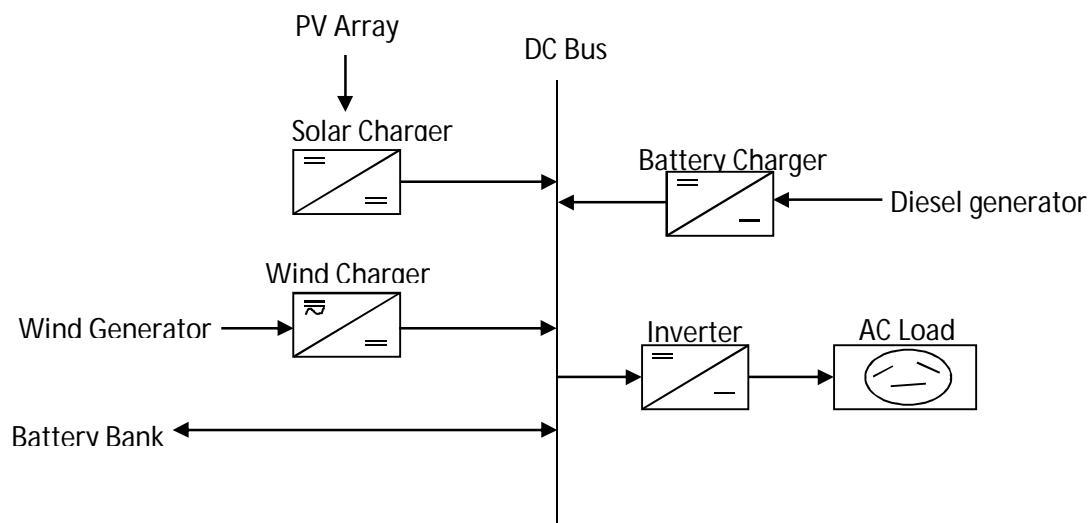 PV Array
DC Bus
Solar Charger
Battery Charger
Diesel generator
Wind Charger
Wind Generator
Inverter
AC Load
Battery Bank